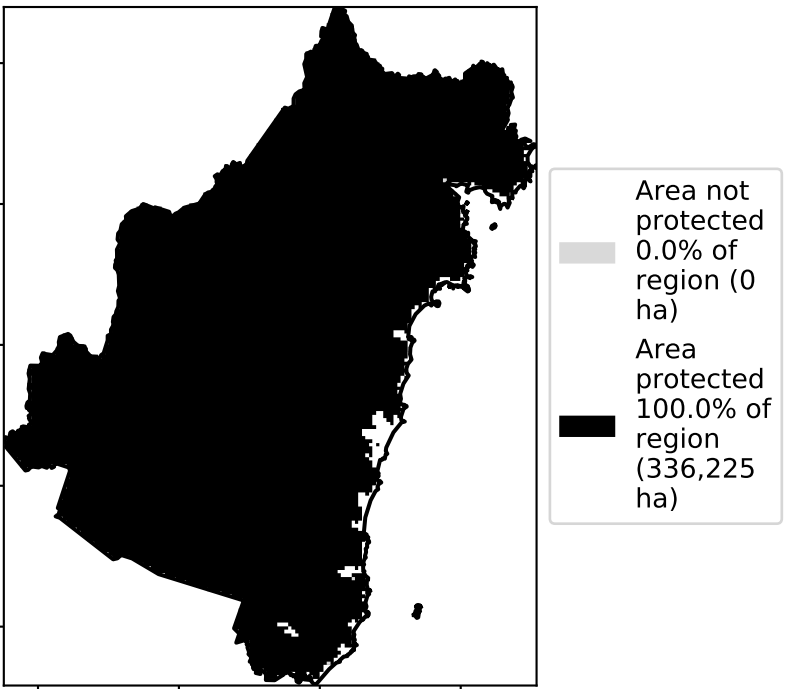 Area not
protected
0.0% of
region (0
ha)
Area
protected
100.0% of
region
(336,225
ha)